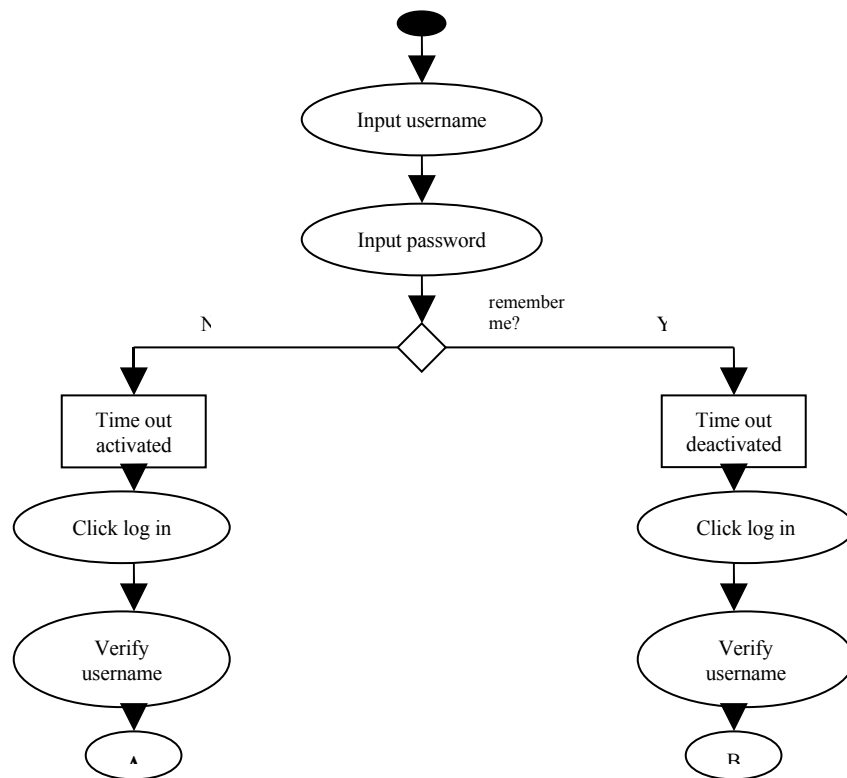 Input username
Input password
remember
me?
N
Y
Time out
activated
Time out
deactivated
Click log in
Click log in
Verify
username
Verify
username
A
B